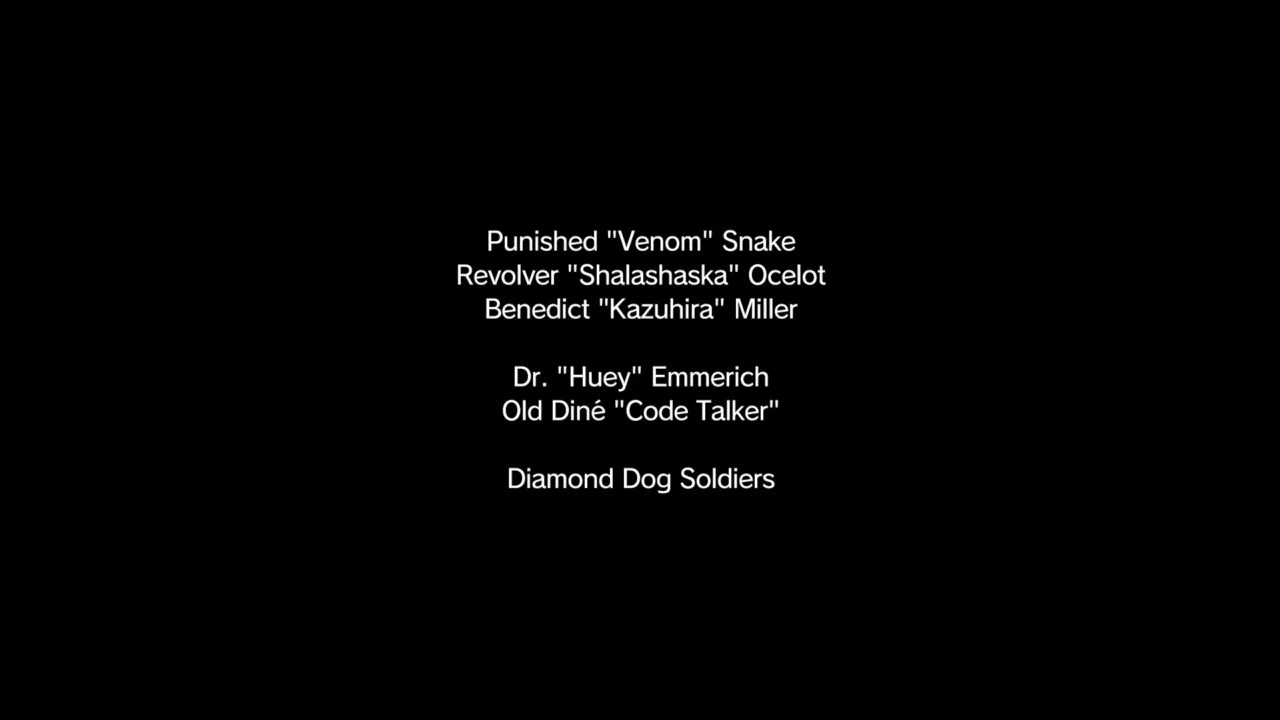 Punished "Venom" Snake
Revolver "Shalashaska" Ocelot
Benedict "Kazuhira" Miller
Dr. "Huey" Emmerich
Old Diné "Code Talker"
Diamond Dog Soldiers